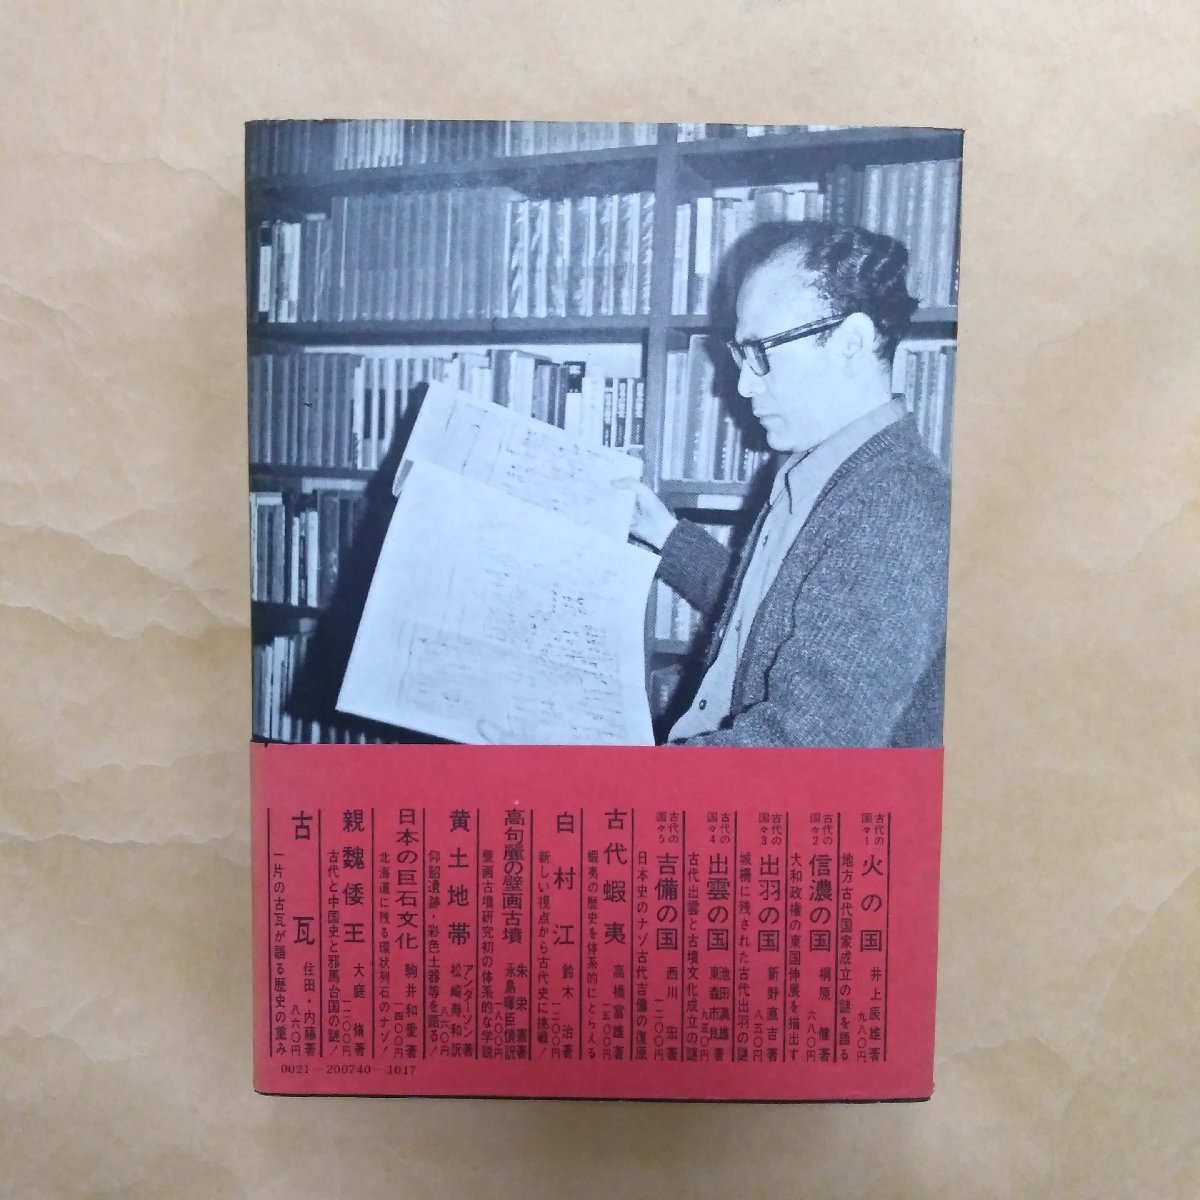 古代の国々1 火の国 井上辰雄著 九八〇円
地方古代国家成立の謎を語る
古代の国々2 信濃の国 桐原健著 六八〇円
大和政権の東国伸展を描出す
古代の国々3 出羽の国 新野直吉著 八五〇円
城柵に残された古代出羽の謎
古代の国々4 出雲の国 池田満雄 東森市良著 九五〇円
古代出雲と古墳文化成立の謎
古代の国々5 吉備の国 西川宏著 一二〇〇円
日本史のナゾ古代吉備の復原
古代蝦夷 高橋富雄著 一五〇〇円
蝦夷の歴史を体系的にとらえる
白村江 鈴木治著 一二〇〇円
新しい視点から古代史に挑戦!
高句麗の壁画古墳 朱栄憲著 永島暉臣慎訳 一八〇〇円
壁画古墳研究初の体系的な学説
黄土地帯 アンダーソン著 松崎寿和訳 八六〇円
仰韶遺跡・彩色土器等を語る!
日本の巨石文化 駒井和愛著 一四〇〇円
北海道に残る環状列石のナゾ!
親魏倭王 大庭脩著 一二〇〇円
古代と中国史と邪馬台国の謎!
古瓦 住田・内藤著 八六〇円
一片の古瓦が語る歴史の重み
0021-200740-1017